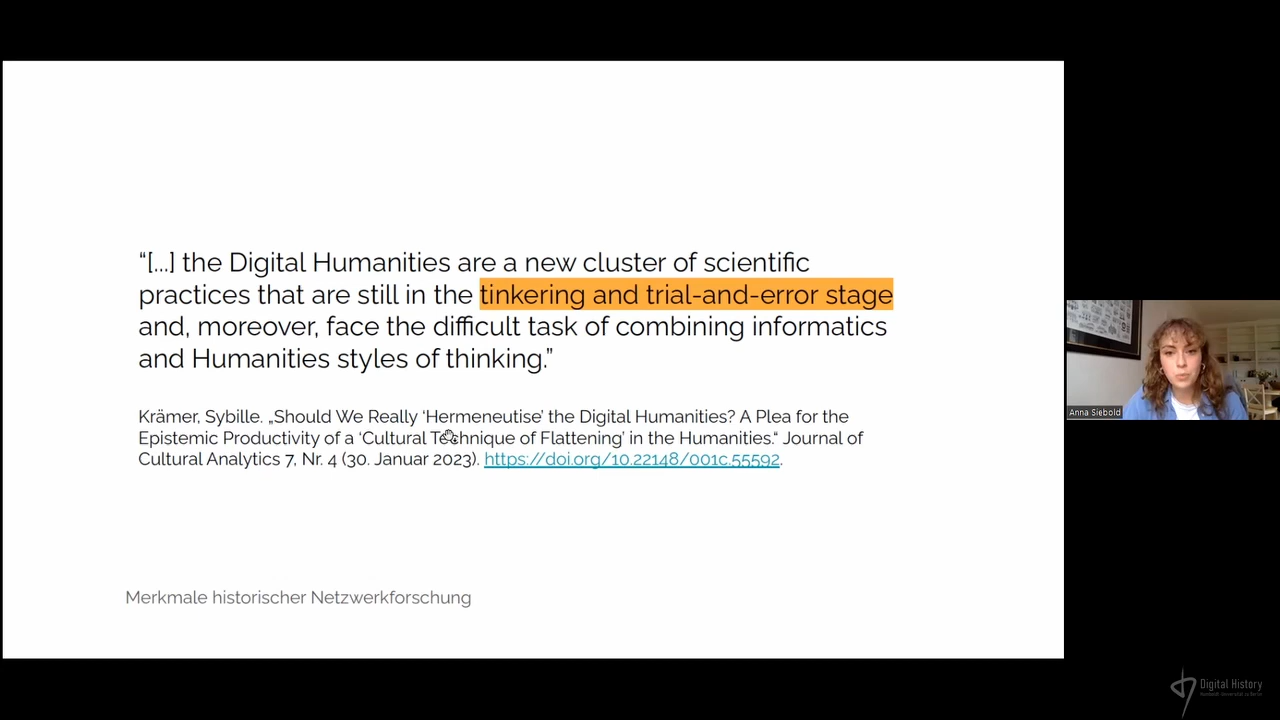 “[...] the Digital Humanities are a new cluster of scientific
practices that are still in the tinkering and trial-and-error stage
and, moreover, face the difficult task of combining informatics
and Humanities styles of thinking.”
Krämer, Sybille. „Should We Really ‘Hermeneutise’ the Digital Humanities? A Plea for the
Epistemic Productivity of a ‘Cultural Technique of Flattening’ in the Humanities.“ Journal of
Cultural Analytics 7, Nr. 4 (30. Januar 2023). https://doi.org/10.22148/001c.55592.
Merkmale historischer Netzwerkforschung
Anna Siebold
Digital History
Humboldt-Universität zu Berlin